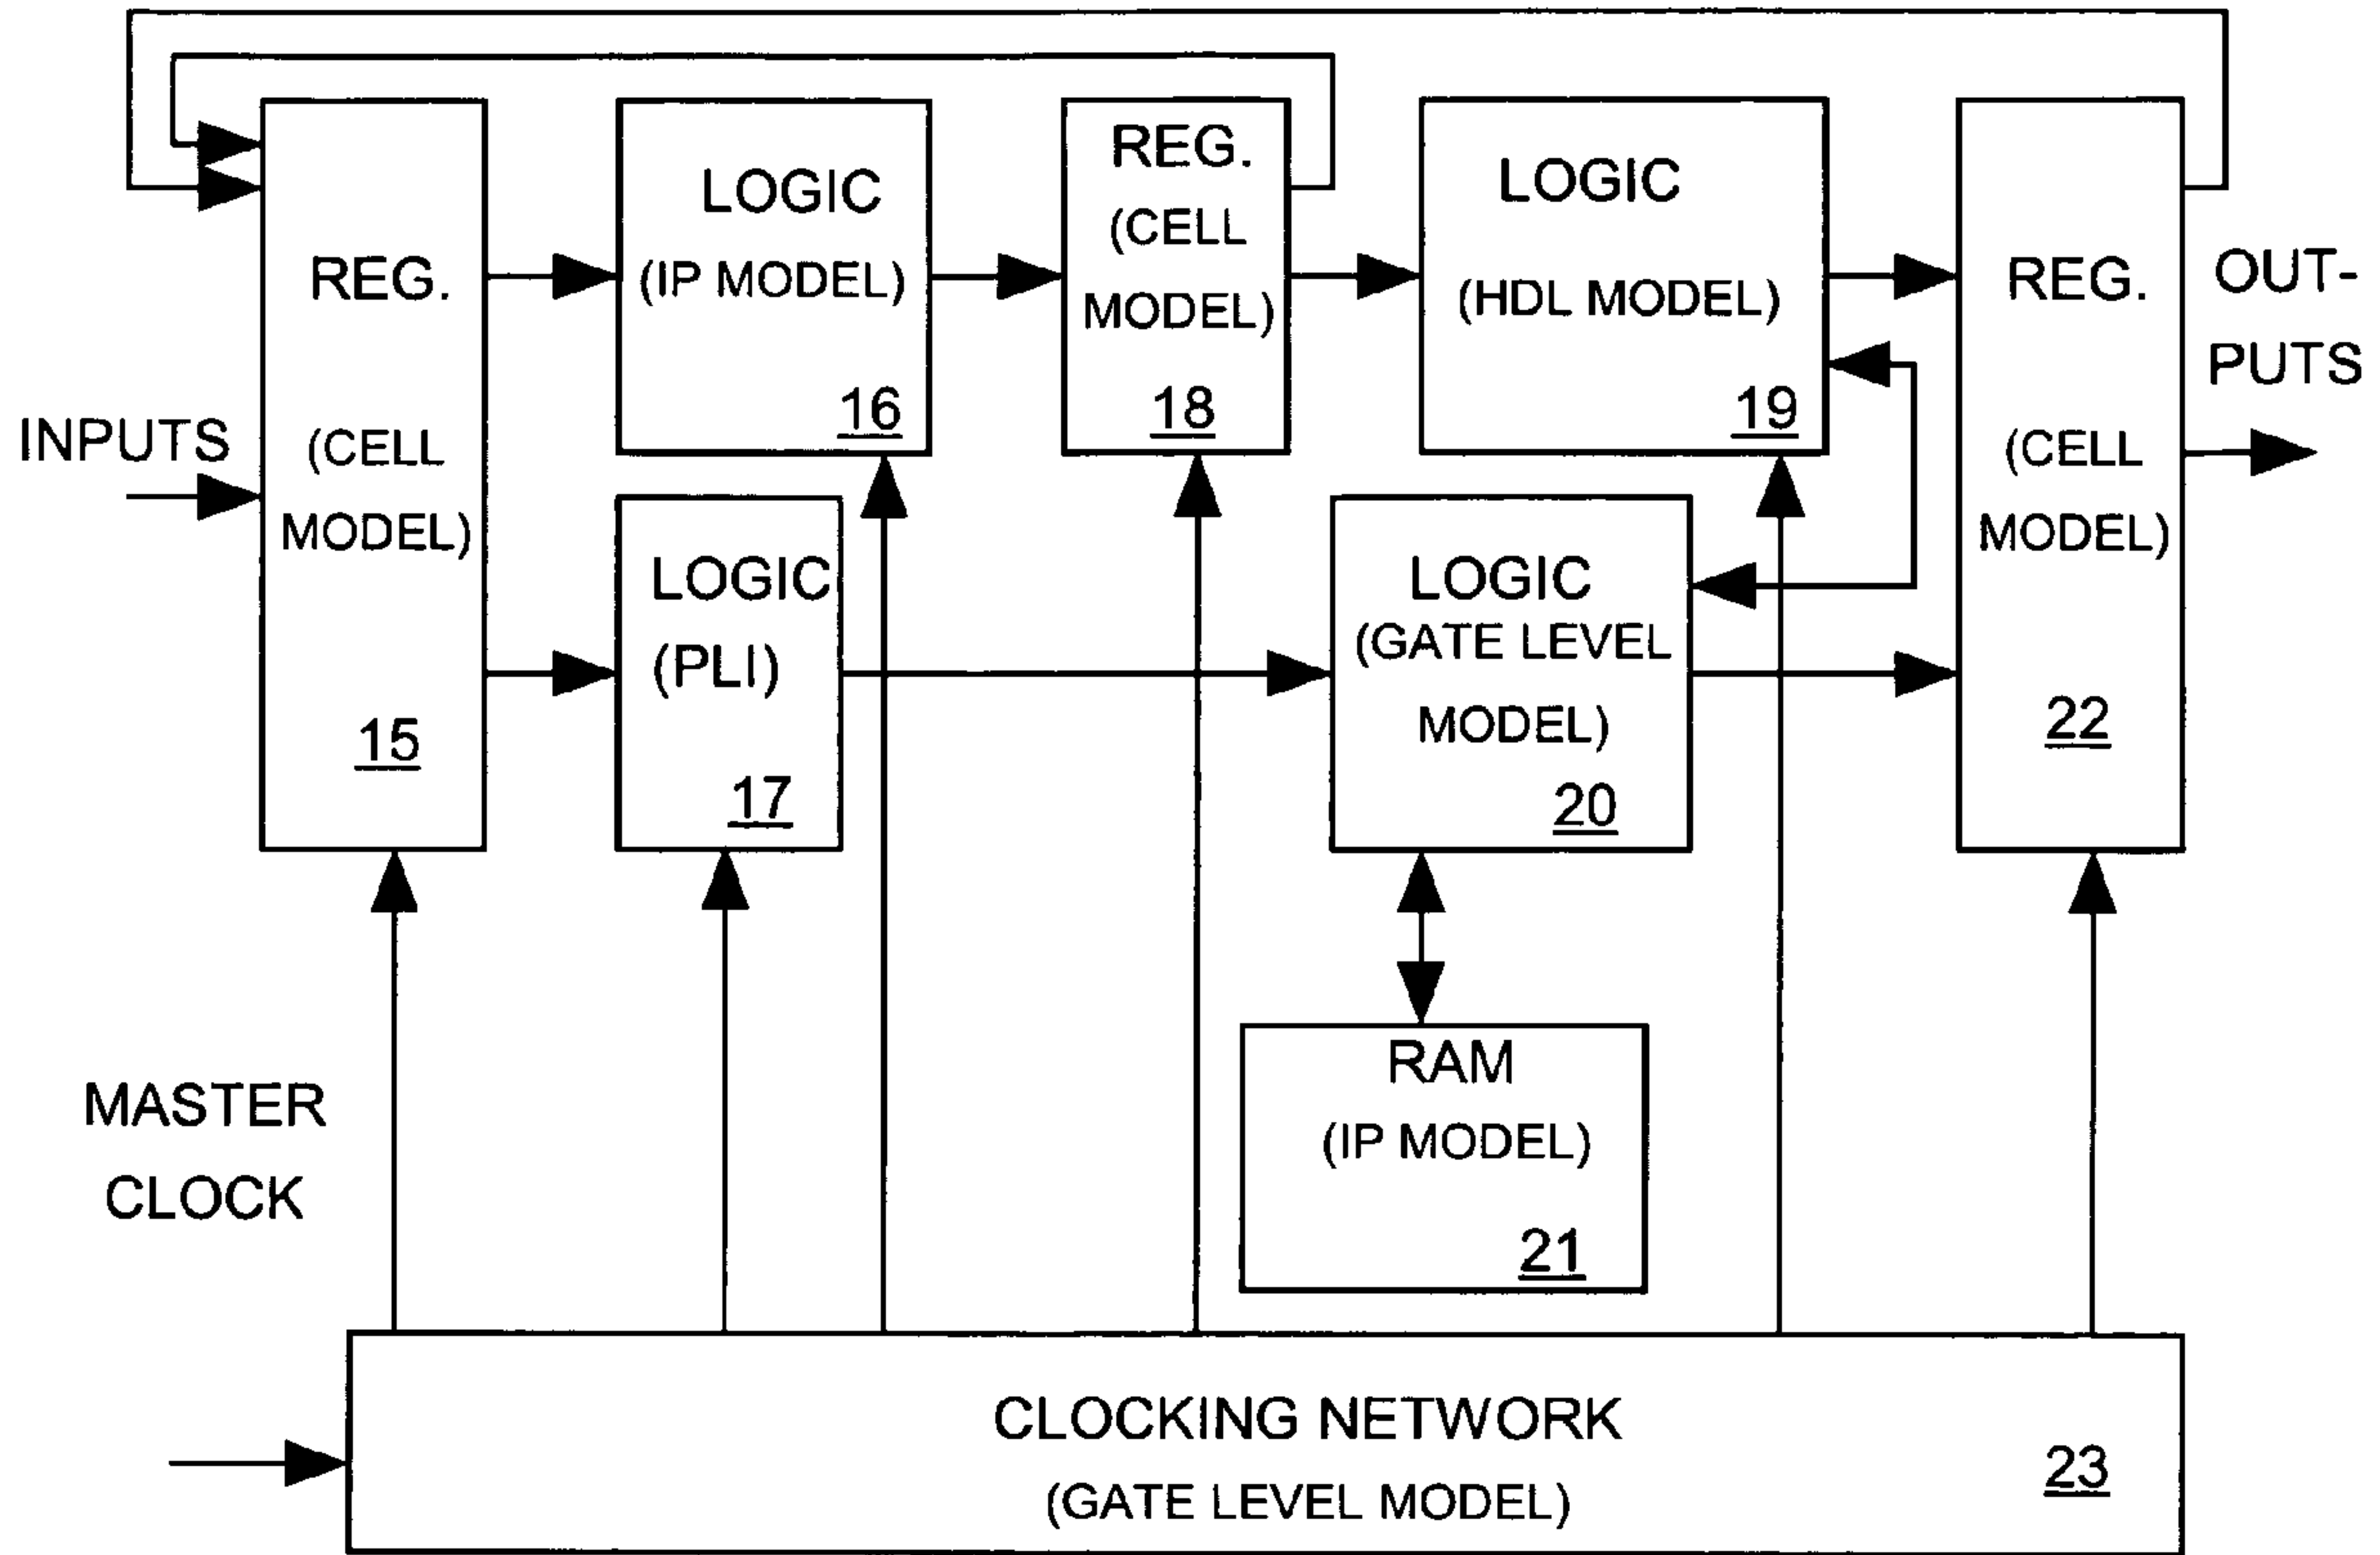 INPUTS
REG.
(CELL
MODEL)
15
LOGIC
(IP MODEL)
16
LOGIC
(PLI)
17
REG.
(CELL
MODEL)
18
LOGIC
(HDL MODEL)
19
LOGIC
(GATE LEVEL
MODEL)
20
RAM
(IP MODEL)
21
REG.
(CELL
MODEL)
22
OUT-
PUTS
MASTER
CLOCK
CLOCKING NETWORK
(GATE LEVEL MODEL)
23